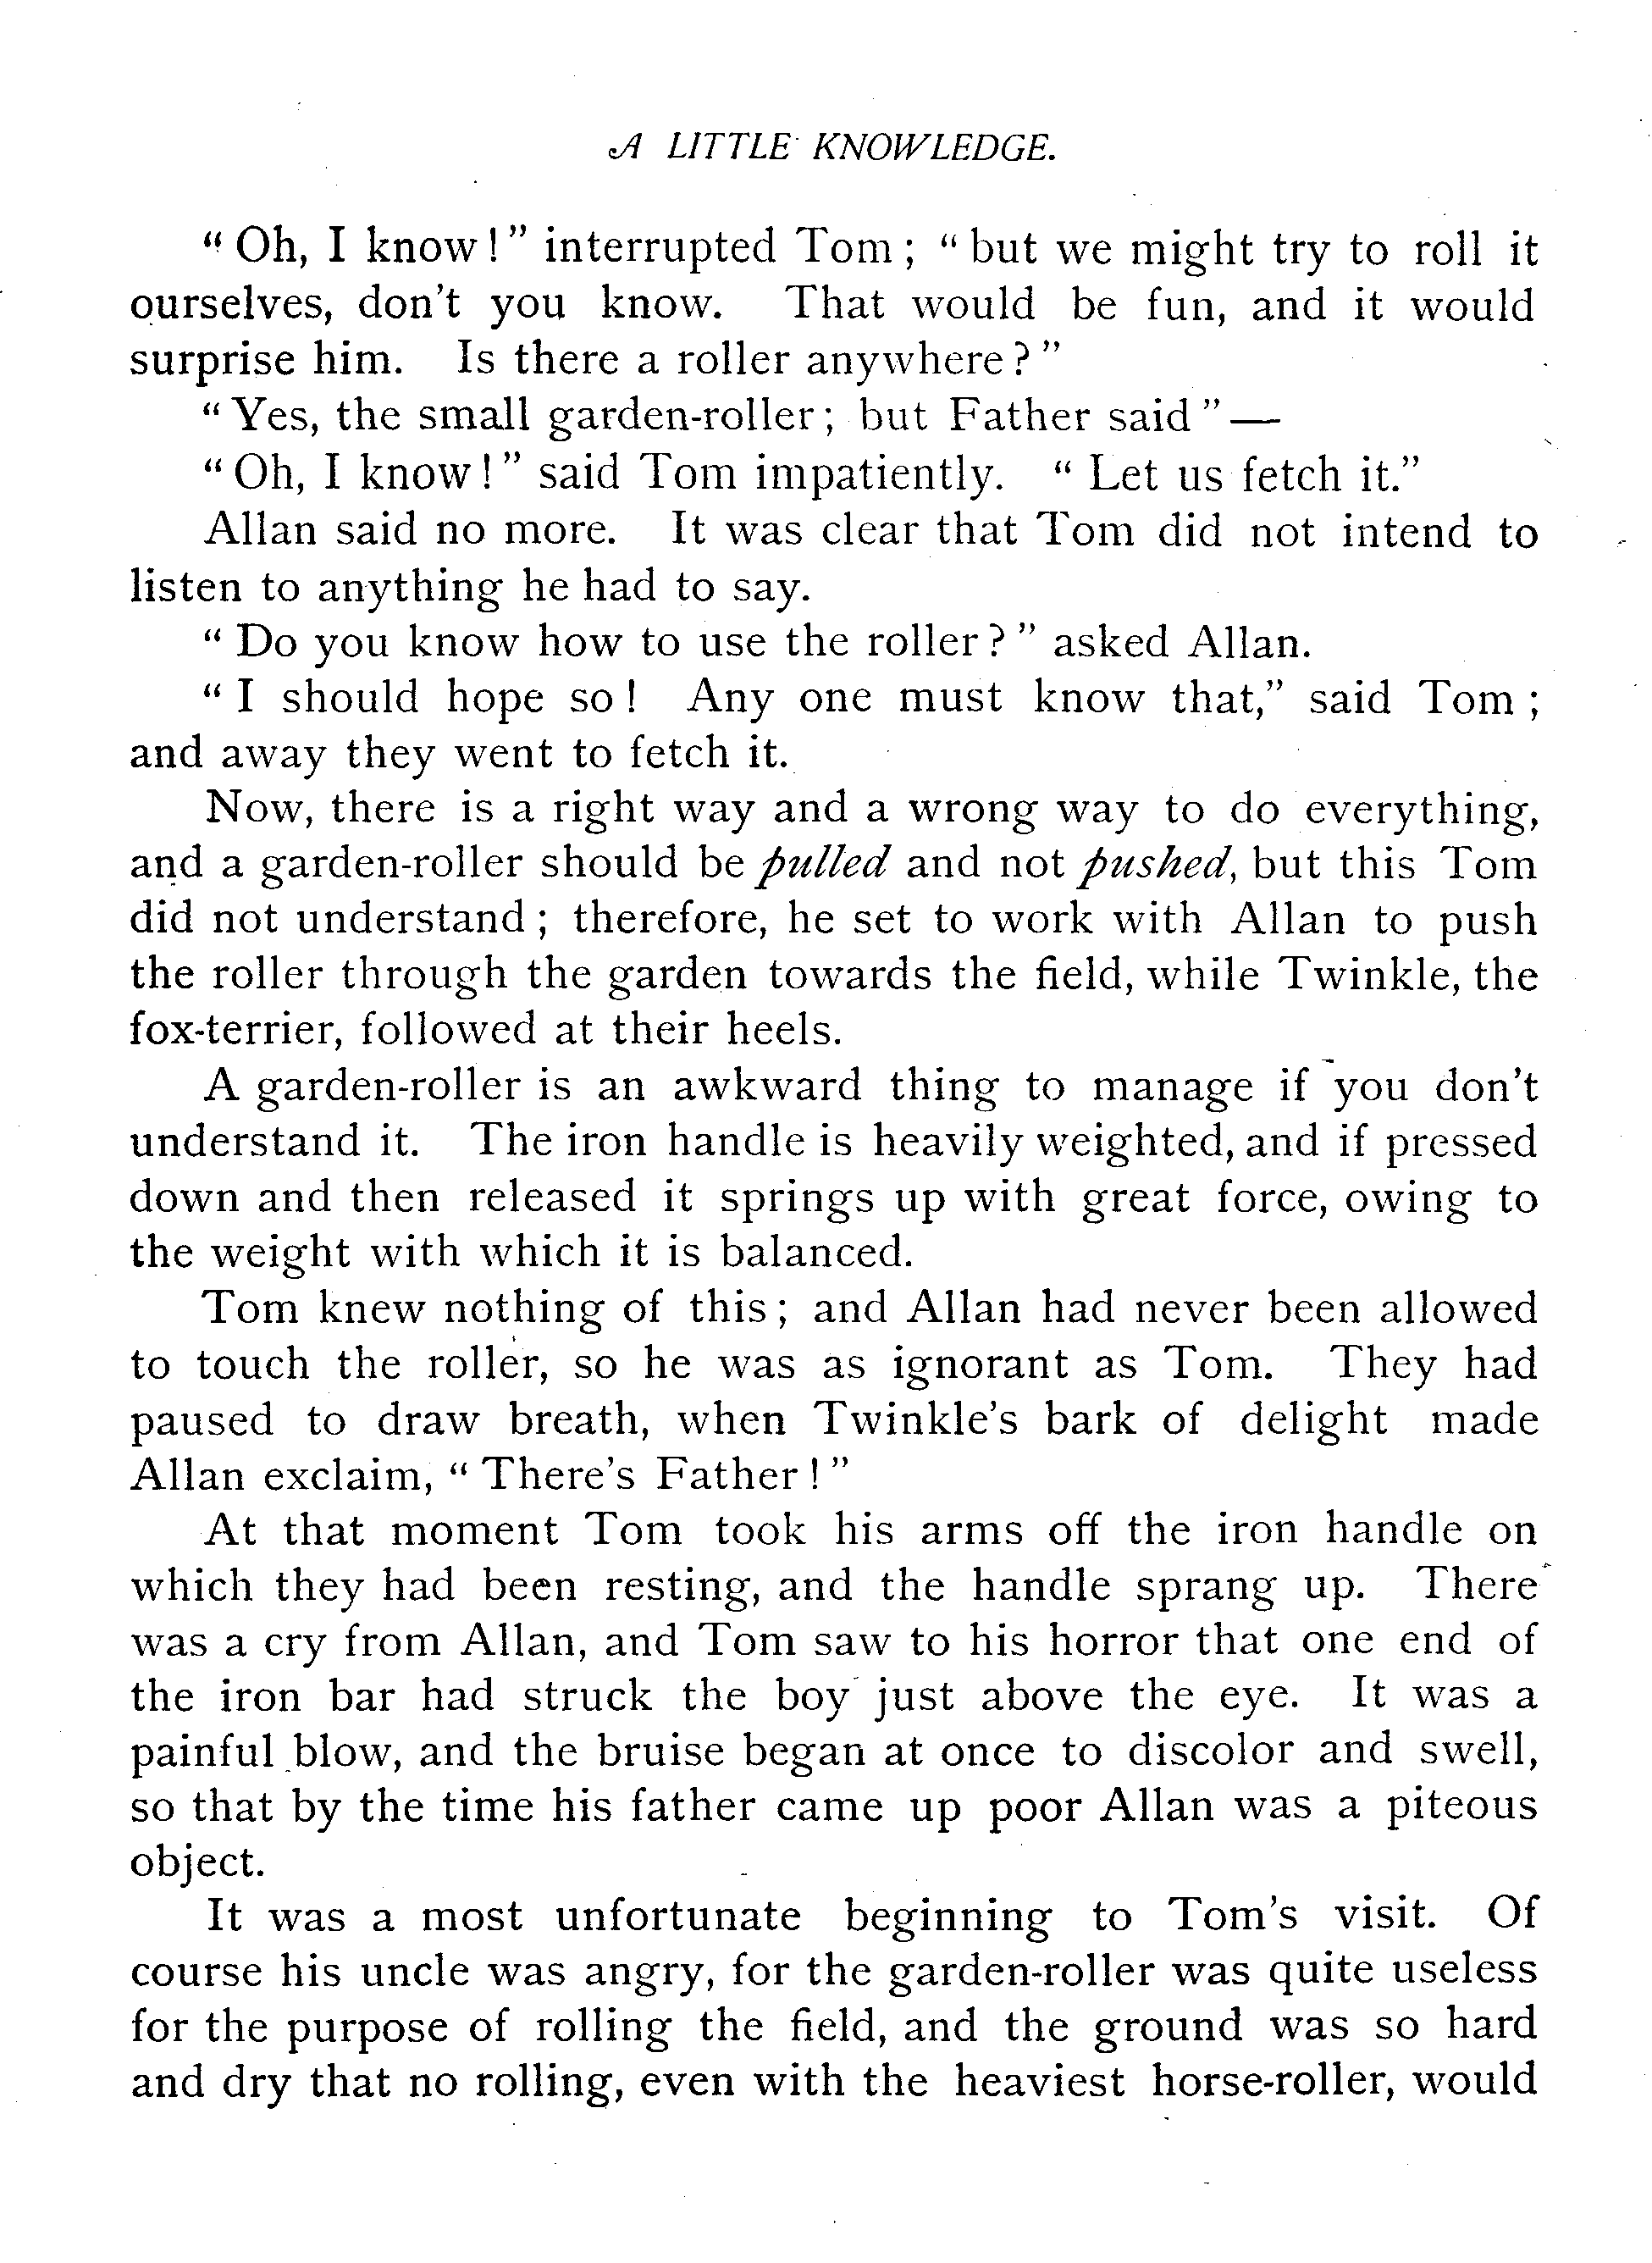 A LITTLE KNOWLEDGE.
" Oh, I know ! " interrupted Tom ; " but we might try to roll it
ourselves, don't you know. That would be fun, and it would
surprise him. Is there a roller anywhere ? "
" Yes, the small garden-roller ; but Father said " —
" Oh, I know ! " said Tom impatiently. " Let us fetch it."
Allan said no more. It was clear that Tom did not intend to
listen to anything he had to say.
" Do you know how to use the roller ? " asked Allan.
" I should hope so ! Any one must know that," said Tom ;
and away they went to fetch it.
Now, there is a right way and a wrong way to do everything,
and a garden-roller should be pulled and not pushed, but this Tom
did not understand ; therefore, he set to work with Allan to push
the roller through the garden towards the field, while Twinkle, the
fox-terrier, followed at their heels.
A garden-roller is an awkward thing to manage if you don't
understand it. The iron handle is heavily weighted, and if pressed
down and then released it springs up with great force, owing to
the weight with which it is balanced.
Tom knew nothing of this ; and Allan had never been allowed
to touch the roller, so he was as ignorant as Tom. They had
paused to draw breath, when Twinkle's bark of delight made
Allan exclaim, " There's Father ! "
At that moment Tom took his arms off the iron handle on
which they had been resting, and the handle sprang up. There
was a cry from Allan, and Tom saw to his horror that one end of
the iron bar had struck the boy just above the eye. It was a
painful blow, and the bruise began at once to discolor and swell,
so that by the time his father came up poor Allan was a piteous
object.
It was a most unfortunate beginning to Tom's visit. Of
course his uncle was angry, for the garden-roller was quite useless
for the purpose of rolling the field, and the ground was so hard
and dry that no rolling, even with the heaviest horse-roller, would